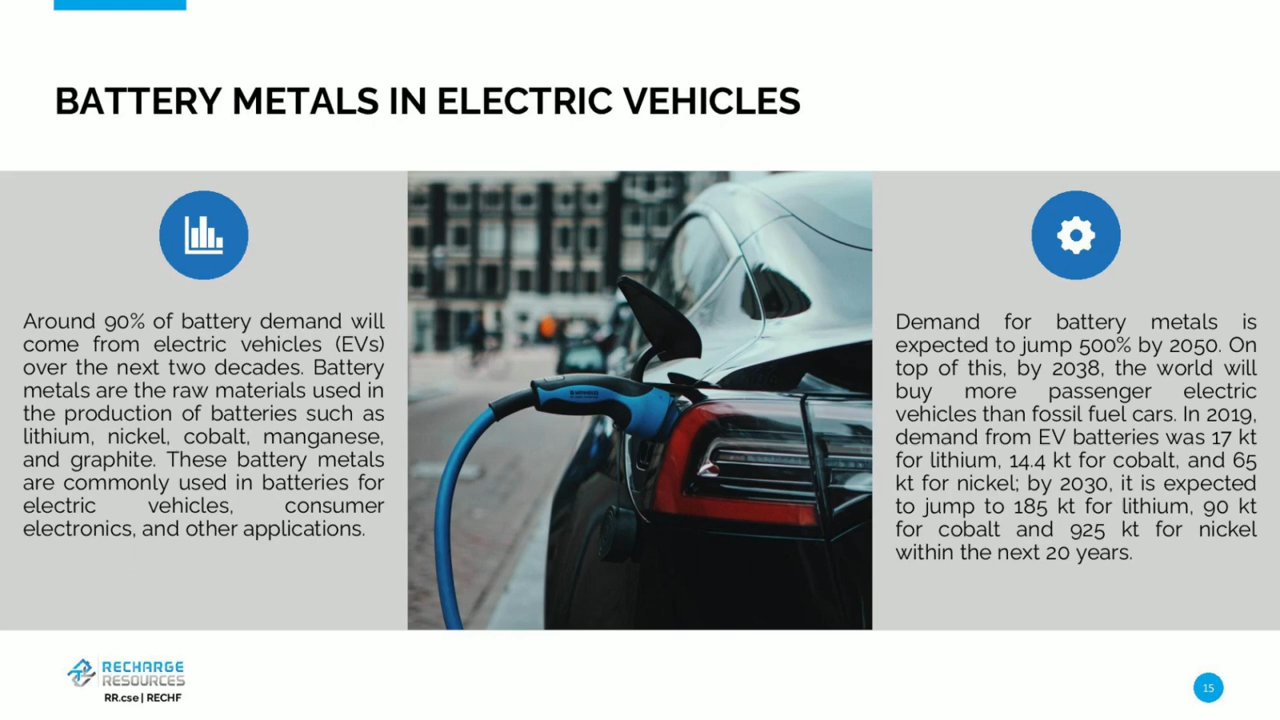 BATTERY METALS IN ELECTRIC VEHICLES
Around 90% of battery demand will
come from electric vehicles (EVs)
over the next two decades. Battery
metals are the raw materials used in
the production of batteries such as
lithium, nickel, cobalt, manganese,
and graphite. These battery metals
are commonly used in batteries for
electric vehicles, consumer
electronics, and other applications.
Demand for battery metals is
expected to jump 500% by 2050. On
top of this, by 2038, the world will
buy more passenger electric
vehicles than fossil fuel cars. In 2019,
demand from EV batteries was 17 kt
for lithium, 14.4 kt for cobalt, and 65
kt for nickel; by 2030, it is expected
to jump to 185 kt for lithium, 90 kt
for cobalt and 925 kt for nickel
within the next 20 years.
RECHARGE
RESOURCES
RR.cse | RECHF
15